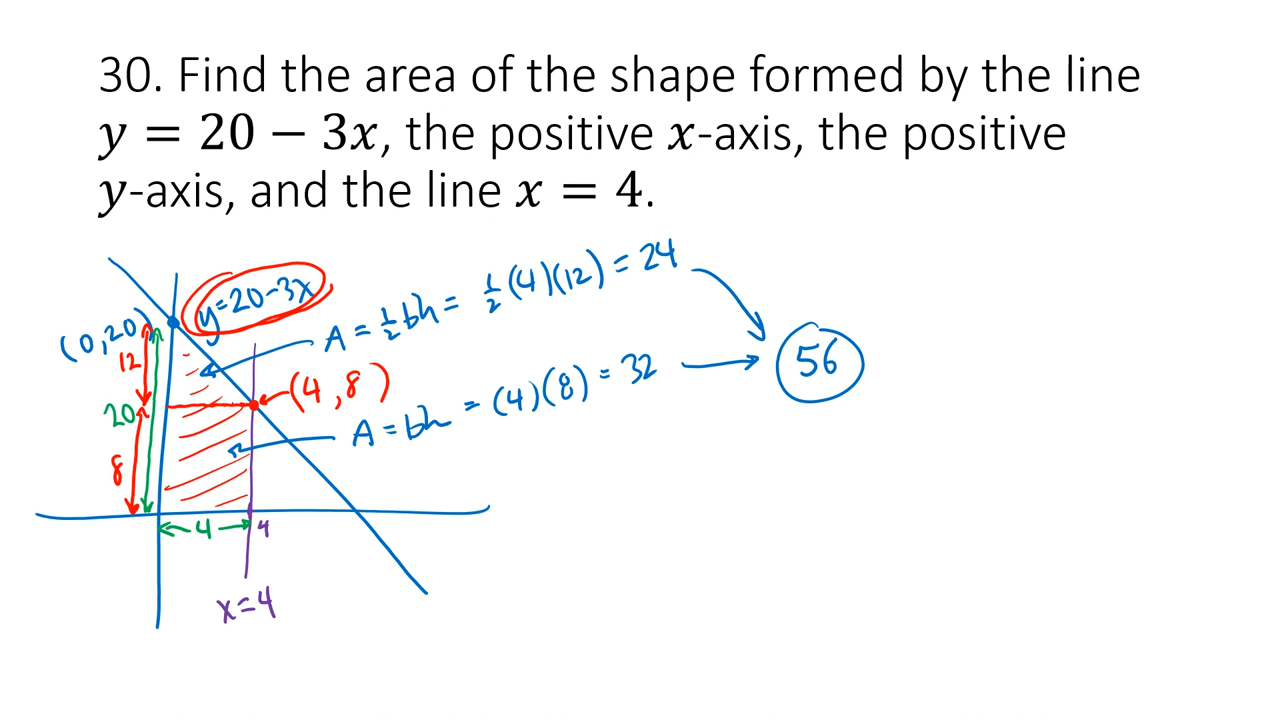 30. Find the area of the shape formed by the line
y = 20 − 3x, the positive x-axis, the positive
y-axis, and the line x = 4.
A = ½bh = ½(4)(12) = 24
y=20-3x
(0,20)
12
56
(4,8)
A = bh = (4)(8) = 32
20
8
4
4
x=4